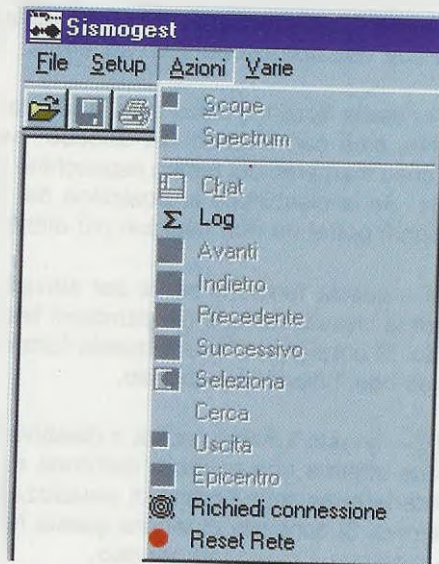 Sismogest
File Setup Azioni Varie
Scope
Spectrum
Chat
Log
Avanti
Indietro
Precedente
Successivo
Seleziona
Cerca
Uscita
Epicentro
Richiedi connessione
Reset Rete